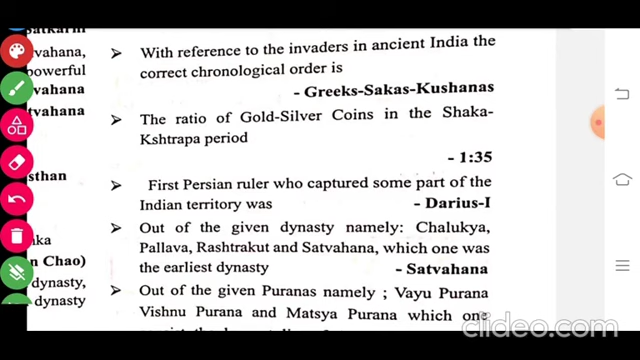 Satkarni
vahana,
powerful
vahana
tvahana
sthan
aka
n Chao)
dynasty,
dynasty
➢ With reference to the invaders in ancient India the
correct chronological order is
- Greeks-Sakas-Kushanas
➢ The ratio of Gold-Silver Coins in the Shaka-
Kshtrapa period
- 1:35
➢ First Persian ruler who captured some part of the
Indian territory was - Darius-I
➢ Out of the given dynasty namely: Chalukya,
Pallava, Rashtrakut and Satvahana, which one was
the earliest dynasty - Satvahana
➢ Out of the given Puranas namely ; Vayu Purana
Vishnu Purana and Matsya Purana which one
clideo.com